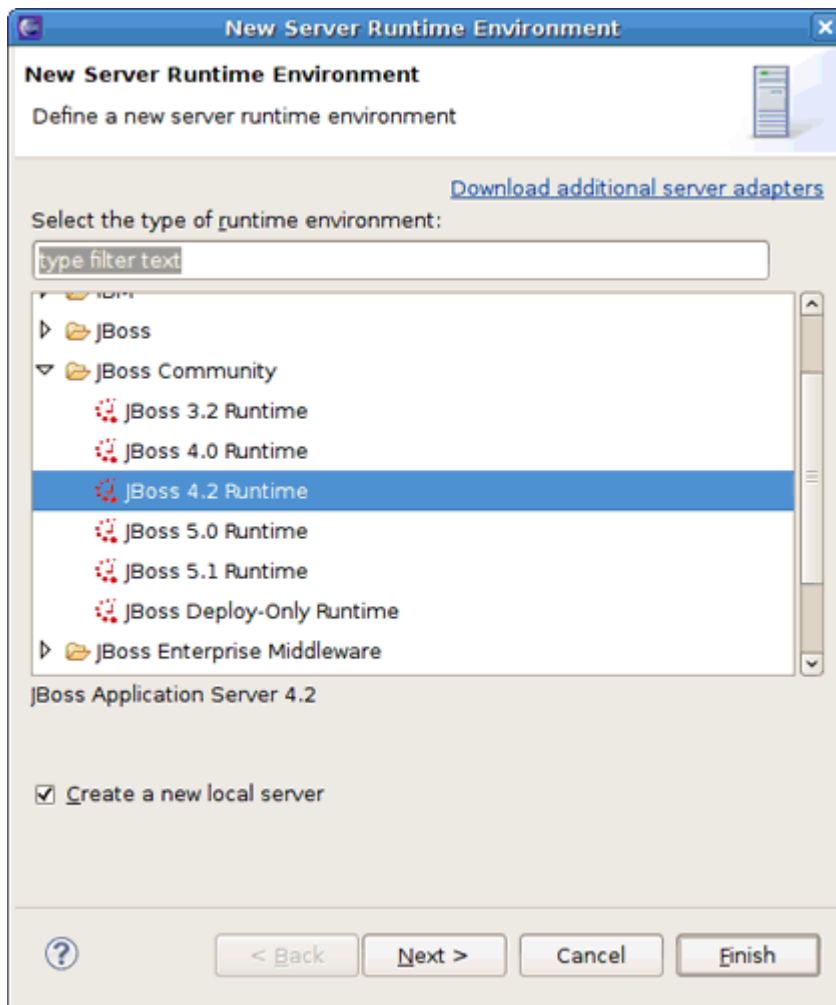 New Server Runtime Environment
New Server Runtime Environment
Define a new server runtime environment
Download additional server adapters
Select the type of runtime environment:
type filter text
IBM
JBoss
JBoss Community
JBoss 3.2 Runtime
JBoss 4.0 Runtime
JBoss 4.2 Runtime
JBoss 5.0 Runtime
JBoss 5.1 Runtime
JBoss Deploy-Only Runtime
JBoss Enterprise Middleware
JBoss Application Server 4.2
Create a new local server
? < Back Next > Cancel Finish